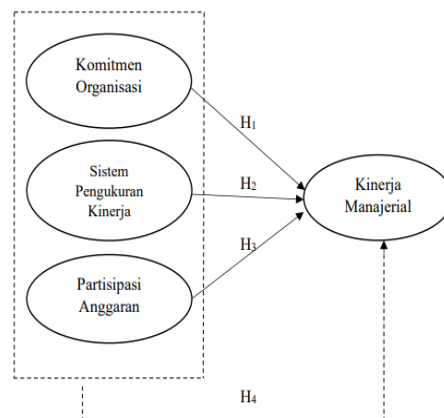 Komitmen
Organisasi
H1
Sistem
Pengukuran
Kinerja
H2
Kinerja
Manajerial
H3
Partisipasi
Anggaran
H4